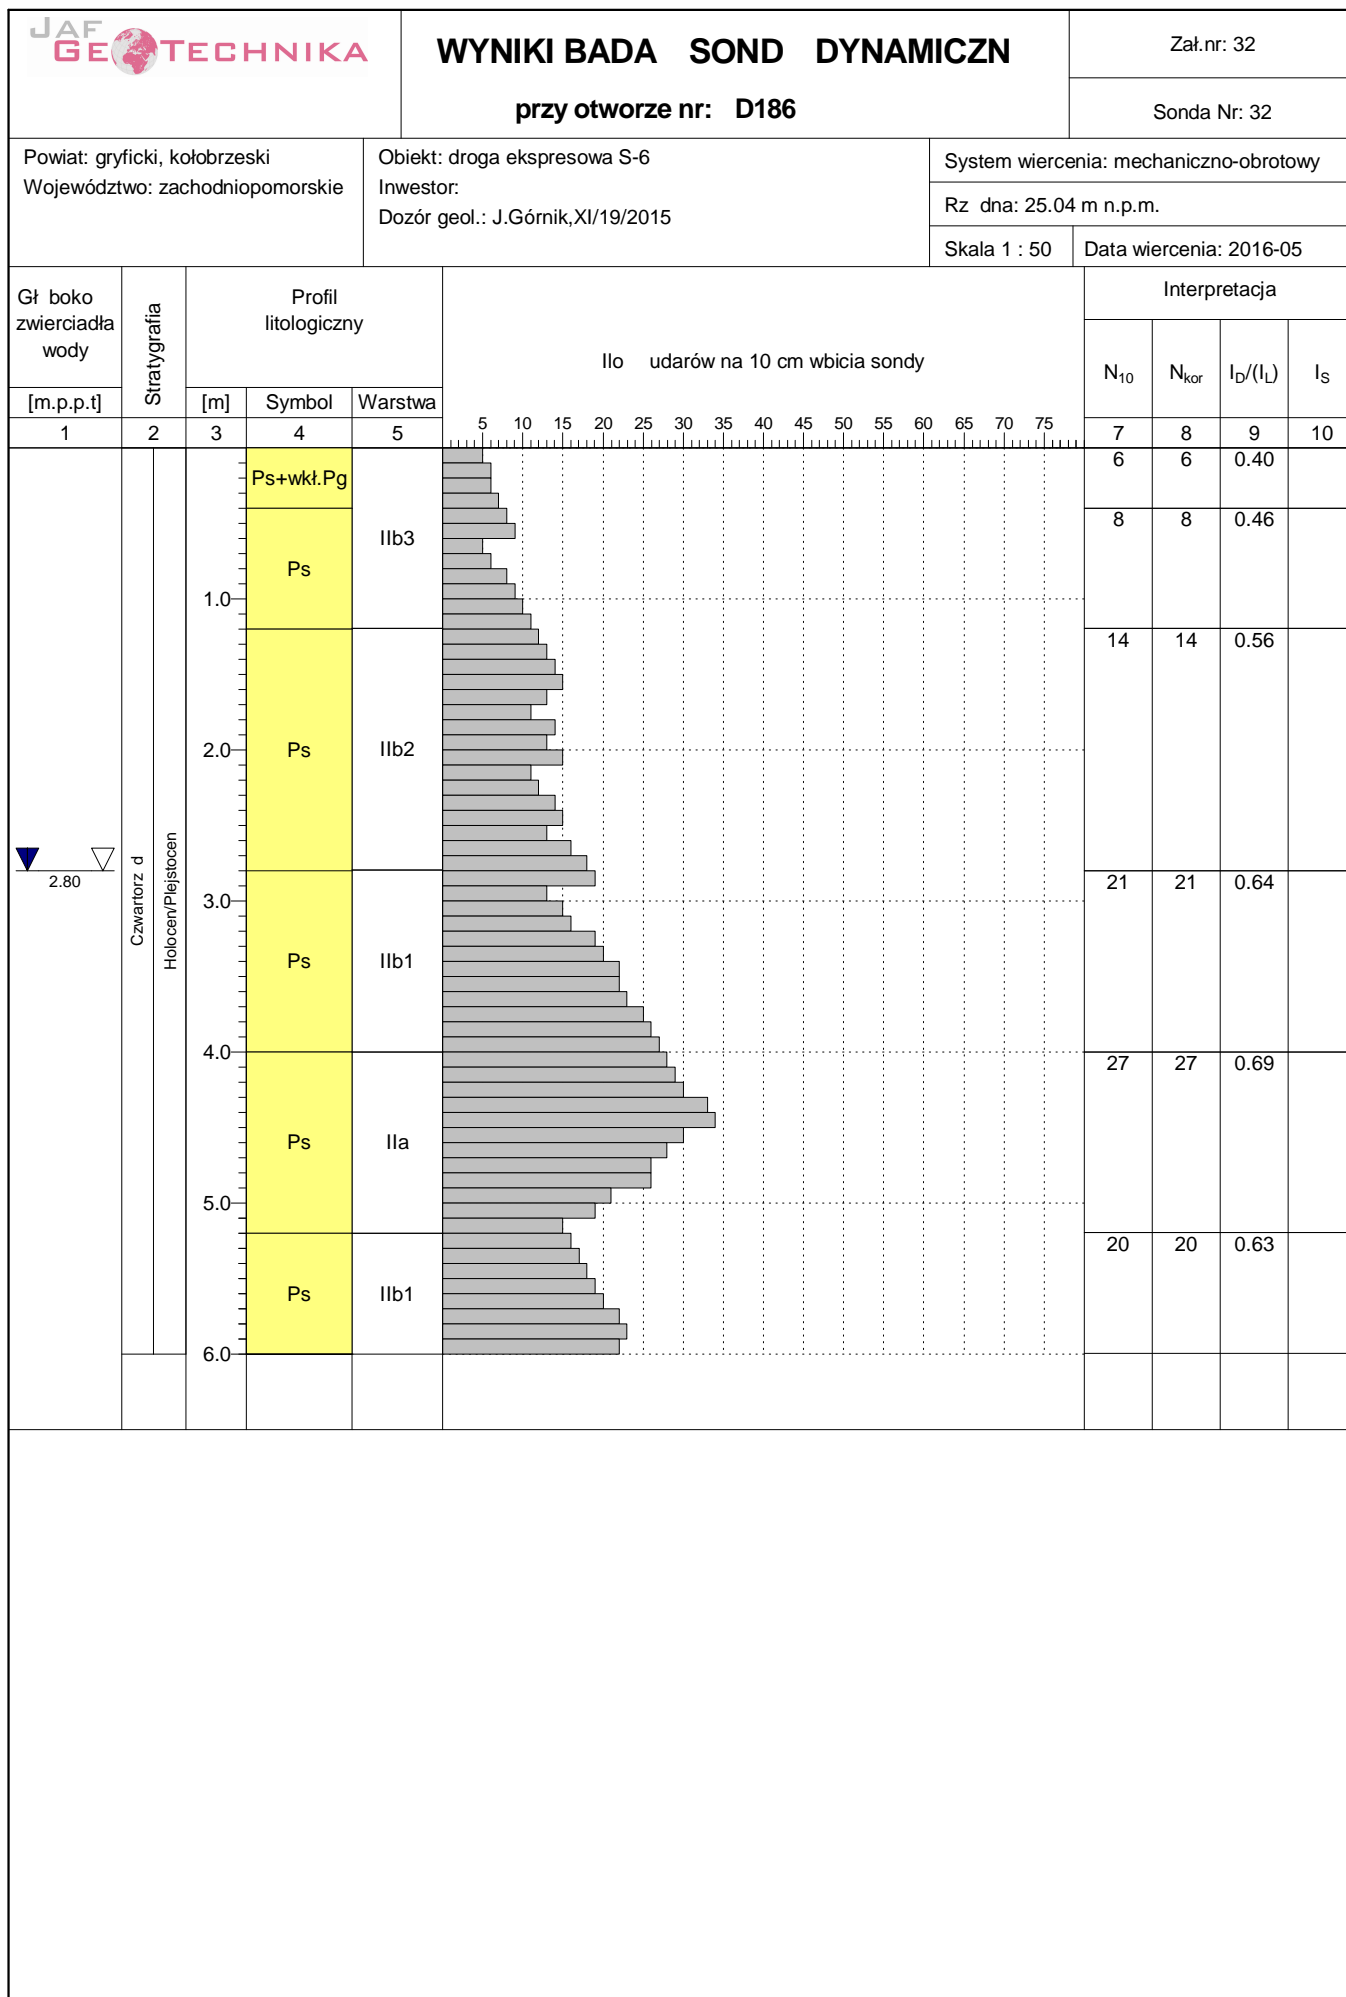 JAF
GEOTECHNIKA
WYNIKI BADA SOND DYNAMICZN
przy otworze nr: D186
Zał.nr: 32
Sonda Nr: 32
Powiat: gryficki, kołobrzeski
Województwo: zachodniopomorskie
Obiekt: droga ekspresowa S-6
Inwestor:
Dozór geol.: J.Górnik,XI/19/2015
System wiercenia: mechaniczno-obrotowy
Rz dna: 25.04 m n.p.m.
Skala 1 : 50
Data wiercenia: 2016-05
Gł boko
zwierciadła
wody
[m.p.p.t]
Stratygrafia
Profil
litologiczny
[m] Symbol Warstwa
Ilo udarów na 10 cm wbicia sondy
Interpretacja
N10 Nkor ID/(IL) IS
1 2 3 4 5
5 10 15 20 25 30 35 40 45 50 55 60 65 70 75
7 8 9 10
Ps+wkł.Pg
6 6 0.40
IIb3
8 8 0.46
Ps
1.0
14 14 0.56
2.0
Ps
IIb2
2.80
Czwartorz d
Holocen/Plejstocen
21 21 0.64
3.0
Ps
IIb1
4.0
27 27 0.69
Ps
IIa
5.0
20 20 0.63
Ps
IIb1
6.0